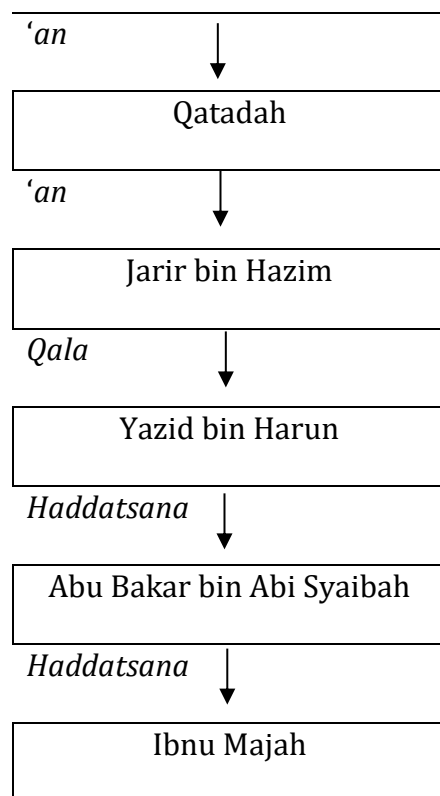 ‘an
Qatadah
‘an
Jarir bin Hazim
Qala
Yazid bin Harun
Haddatsana
Abu Bakar bin Abi Syaibah
Haddatsana
Ibnu Majah